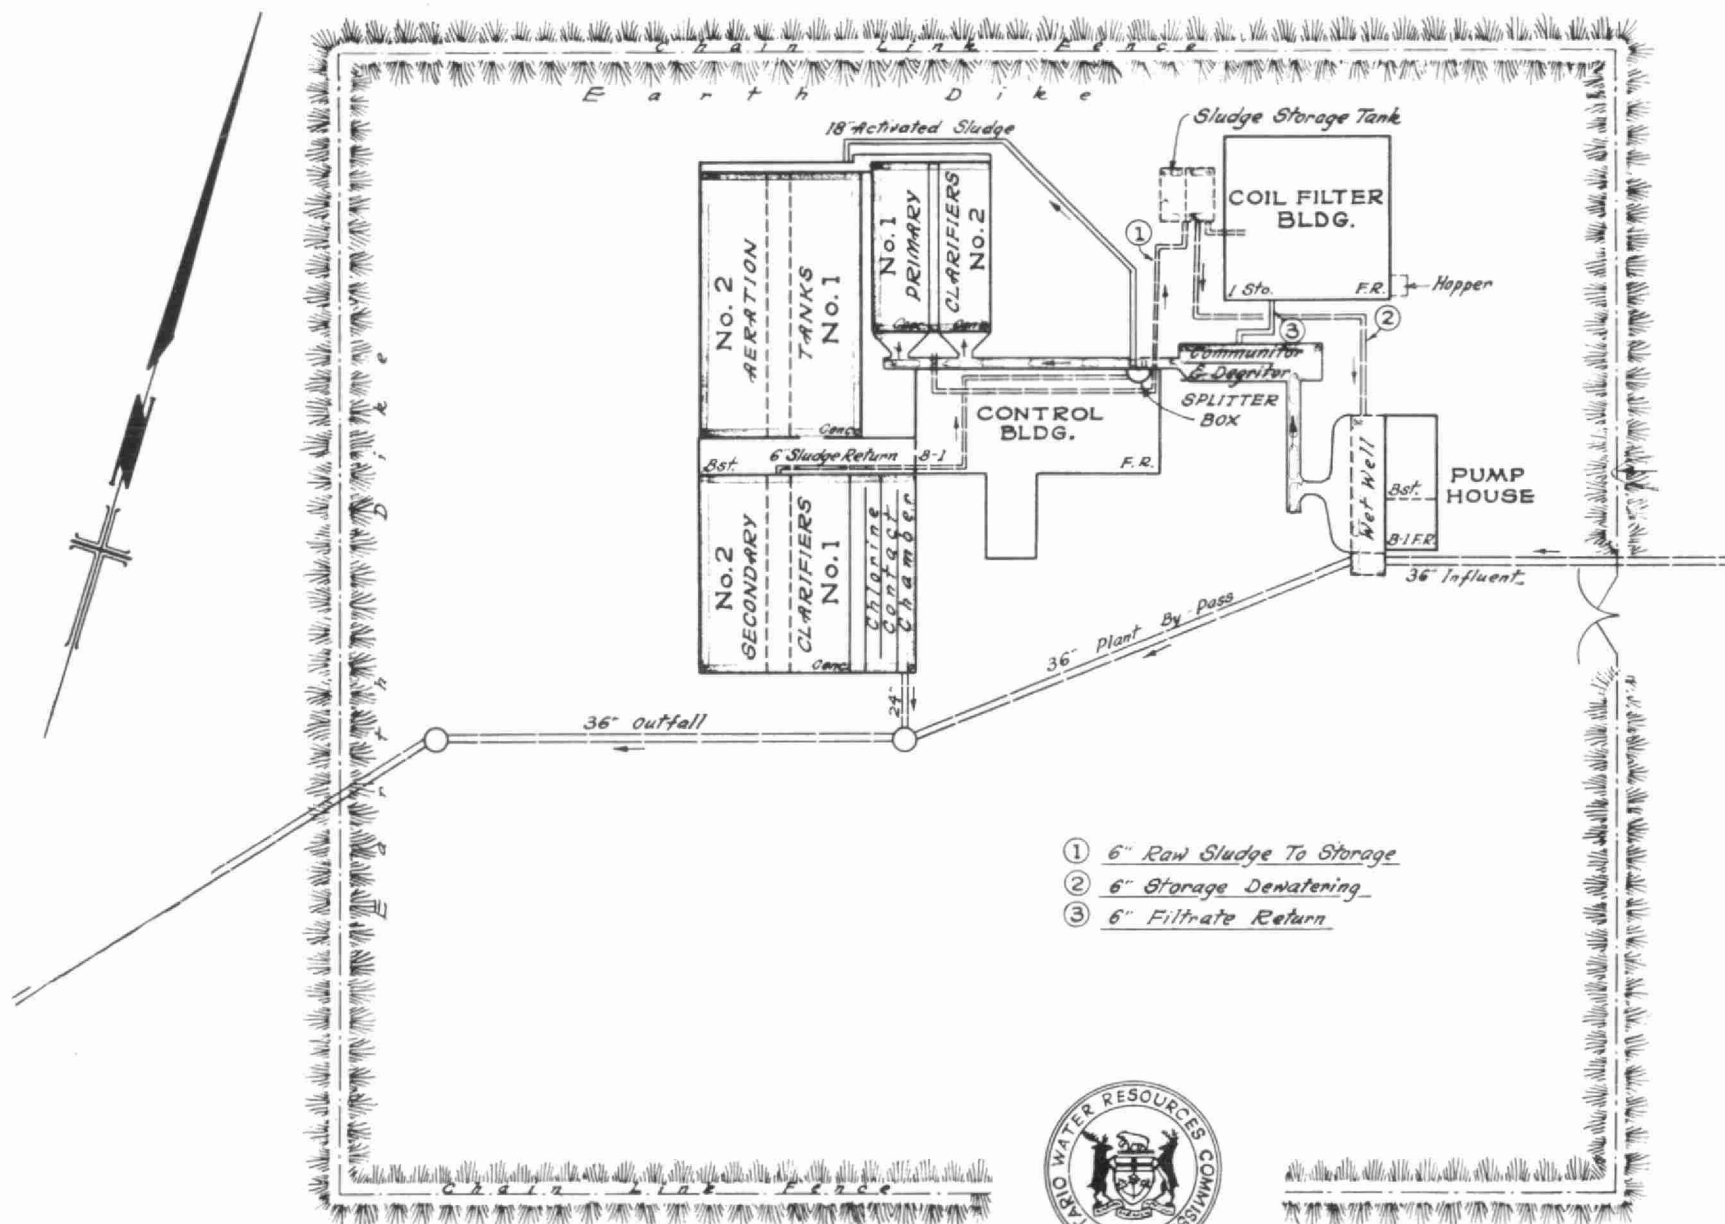 Chain Link Fence
Earth Dike
18" Activated Sludge
Sludge Storage Tank
COIL FILTER
BLDG.
1 Sto.
F.R.
Hopper
1
2
3
No. 2
AERATION
TANKS
No. 1
Conc.
No. 1
PRIMARY
CLARIFIERS
No. 2
Conc.
Conc.
Communitor
& Degritor
SPLITTER
BOX
CONTROL
BLDG.
F.R.
Bst.
6" Sludge Return
B-1
Wet Well
Bst.
B-1 F.R.
PUMP
HOUSE
No. 2
SECONDARY
CLARIFIERS
No. 1
Conc.
Chlorine
Contact
Chamber
36" Influent
36" Plant By Pass
24"
36" Outfall
Earth Dike
1 6" Raw Sludge To Storage
2 6" Storage Dewatering
3 6" Filtrate Return
WATER RESOURCES
Chain Link Fence